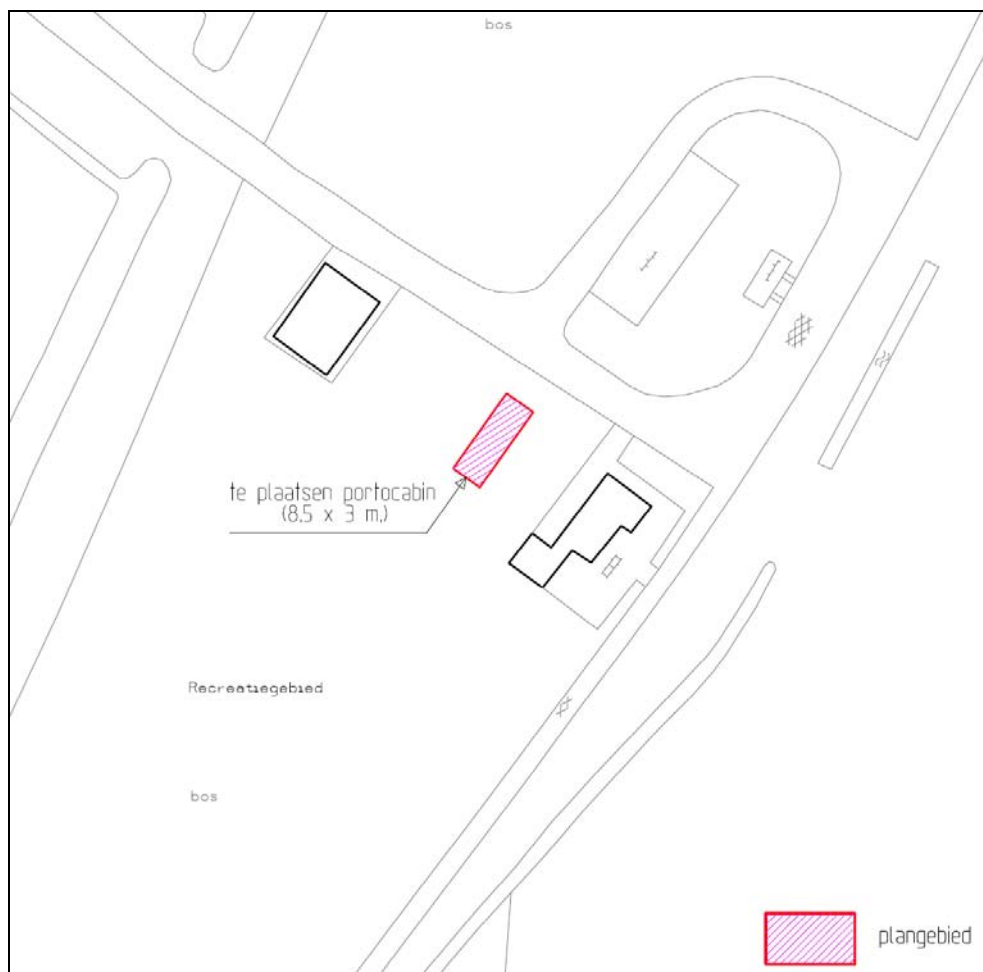 bos
te plaatsen portocabin
(8.5 x 3 m.)
Recreatiegebied
bos
plangebied